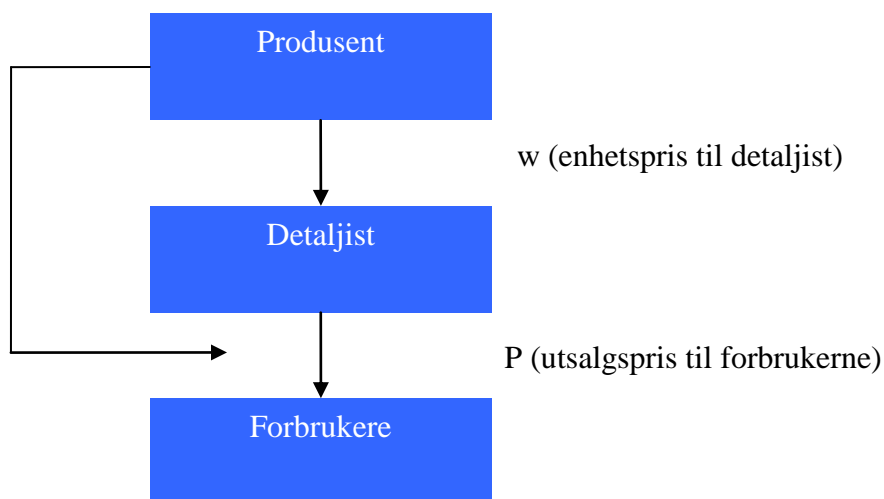 Produsent
w (enhetspris til detaljist)
Detaljist
P (utsalgspris til forbrukerne)
Forbrukere